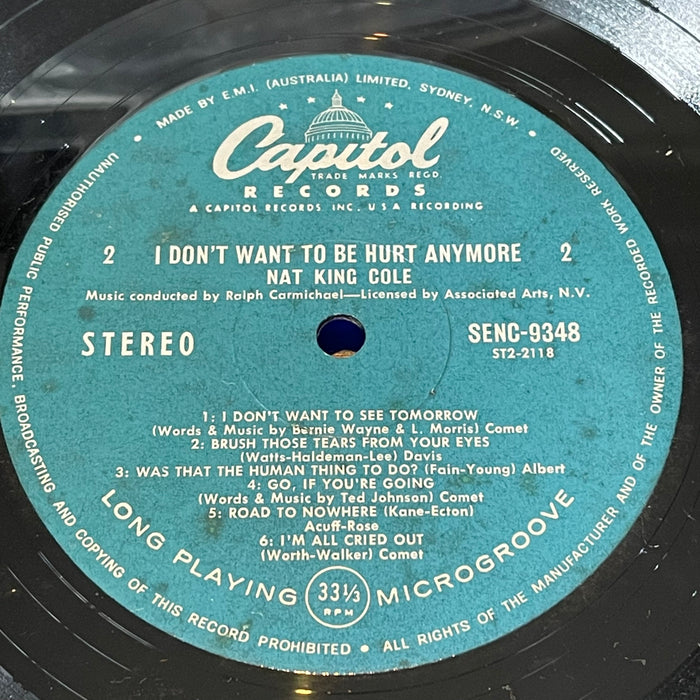 MADE BY E.M.I. (AUSTRALIA) LIMITED, SYDNEY, N.S.W.
Capitol
TRADE MARKS REGD.
RECORDS
A CAPITOL RECORDS INC. U S A RECORDING
2 I DON'T WANT TO BE HURT ANYMORE 2
NAT KING COLE
Music conducted by Ralph Carmichael—Licensed by Associated Arts, N.V.
STEREO SENC-9348
ST2-2118
1: I DON'T WANT TO SEE TOMORROW
(Words & Music by Bernie Wayne & L. Morris) Comet
2: BRUSH THOSE TEARS FROM YOUR EYES
(Watts-Haldeman-Lee) Davis
3: WAS THAT THE HUMAN THING TO DO? (Fain-Young) Albert
4: GO, IF YOU'RE GOING
(Words & Music by Ted Johnson) Comet
5: ROAD TO NOWHERE (Kane-Ecton)
Acuff-Rose
6: I'M ALL CRIED OUT
(Worth-Walker) Comet
LONG PLAYING 33 1/3 RPM MICROGROOVE
UNAUTHORISED PUBLIC PERFORMANCE, BROADCASTING AND COPYING OF THIS RECORD PROHIBITED • ALL RIGHTS OF THE MANUFACTURER AND OF THE OWNER OF THE RECORDED WORK RESERVED